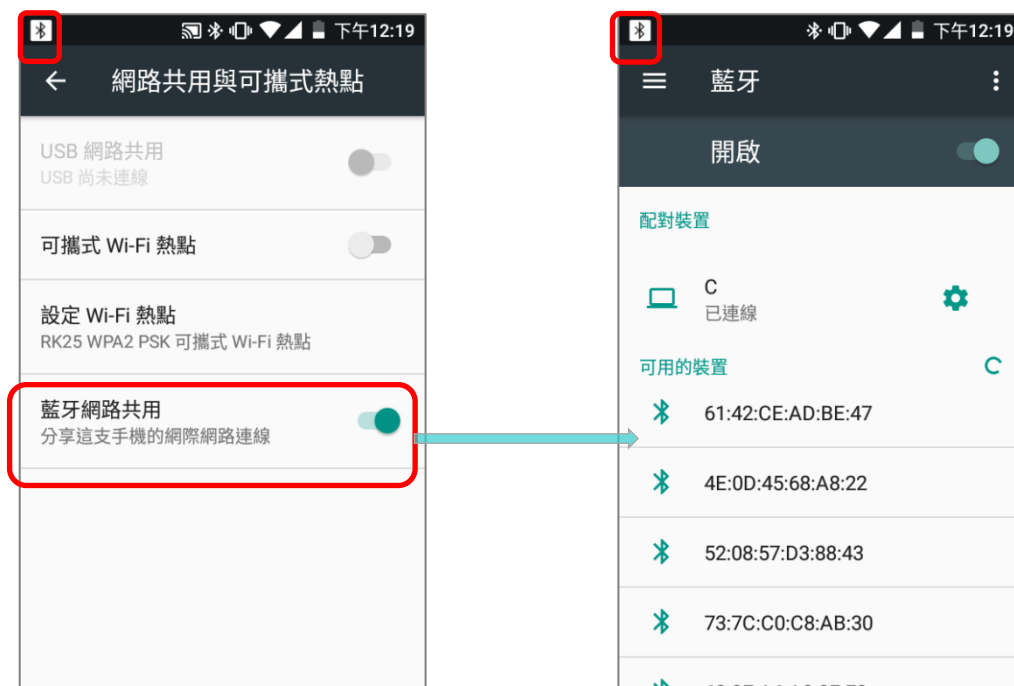 下午12:19
網路共用與可攜式熱點
USB 網路共用
USB 尚未連線
可攜式 Wi-Fi 熱點
設定 Wi-Fi 熱點
RK25 WPA2 PSK 可攜式 Wi-Fi 熱點
藍牙網路共用
分享這支手機的網際網路連線
下午12:19
藍牙
開啟
配對裝置
C
已連線
可用的裝置
61:42:CE:AD:BE:47
4E:0D:45:68:A8:22
52:08:57:D3:88:43
73:7C:C0:C8:AB:30